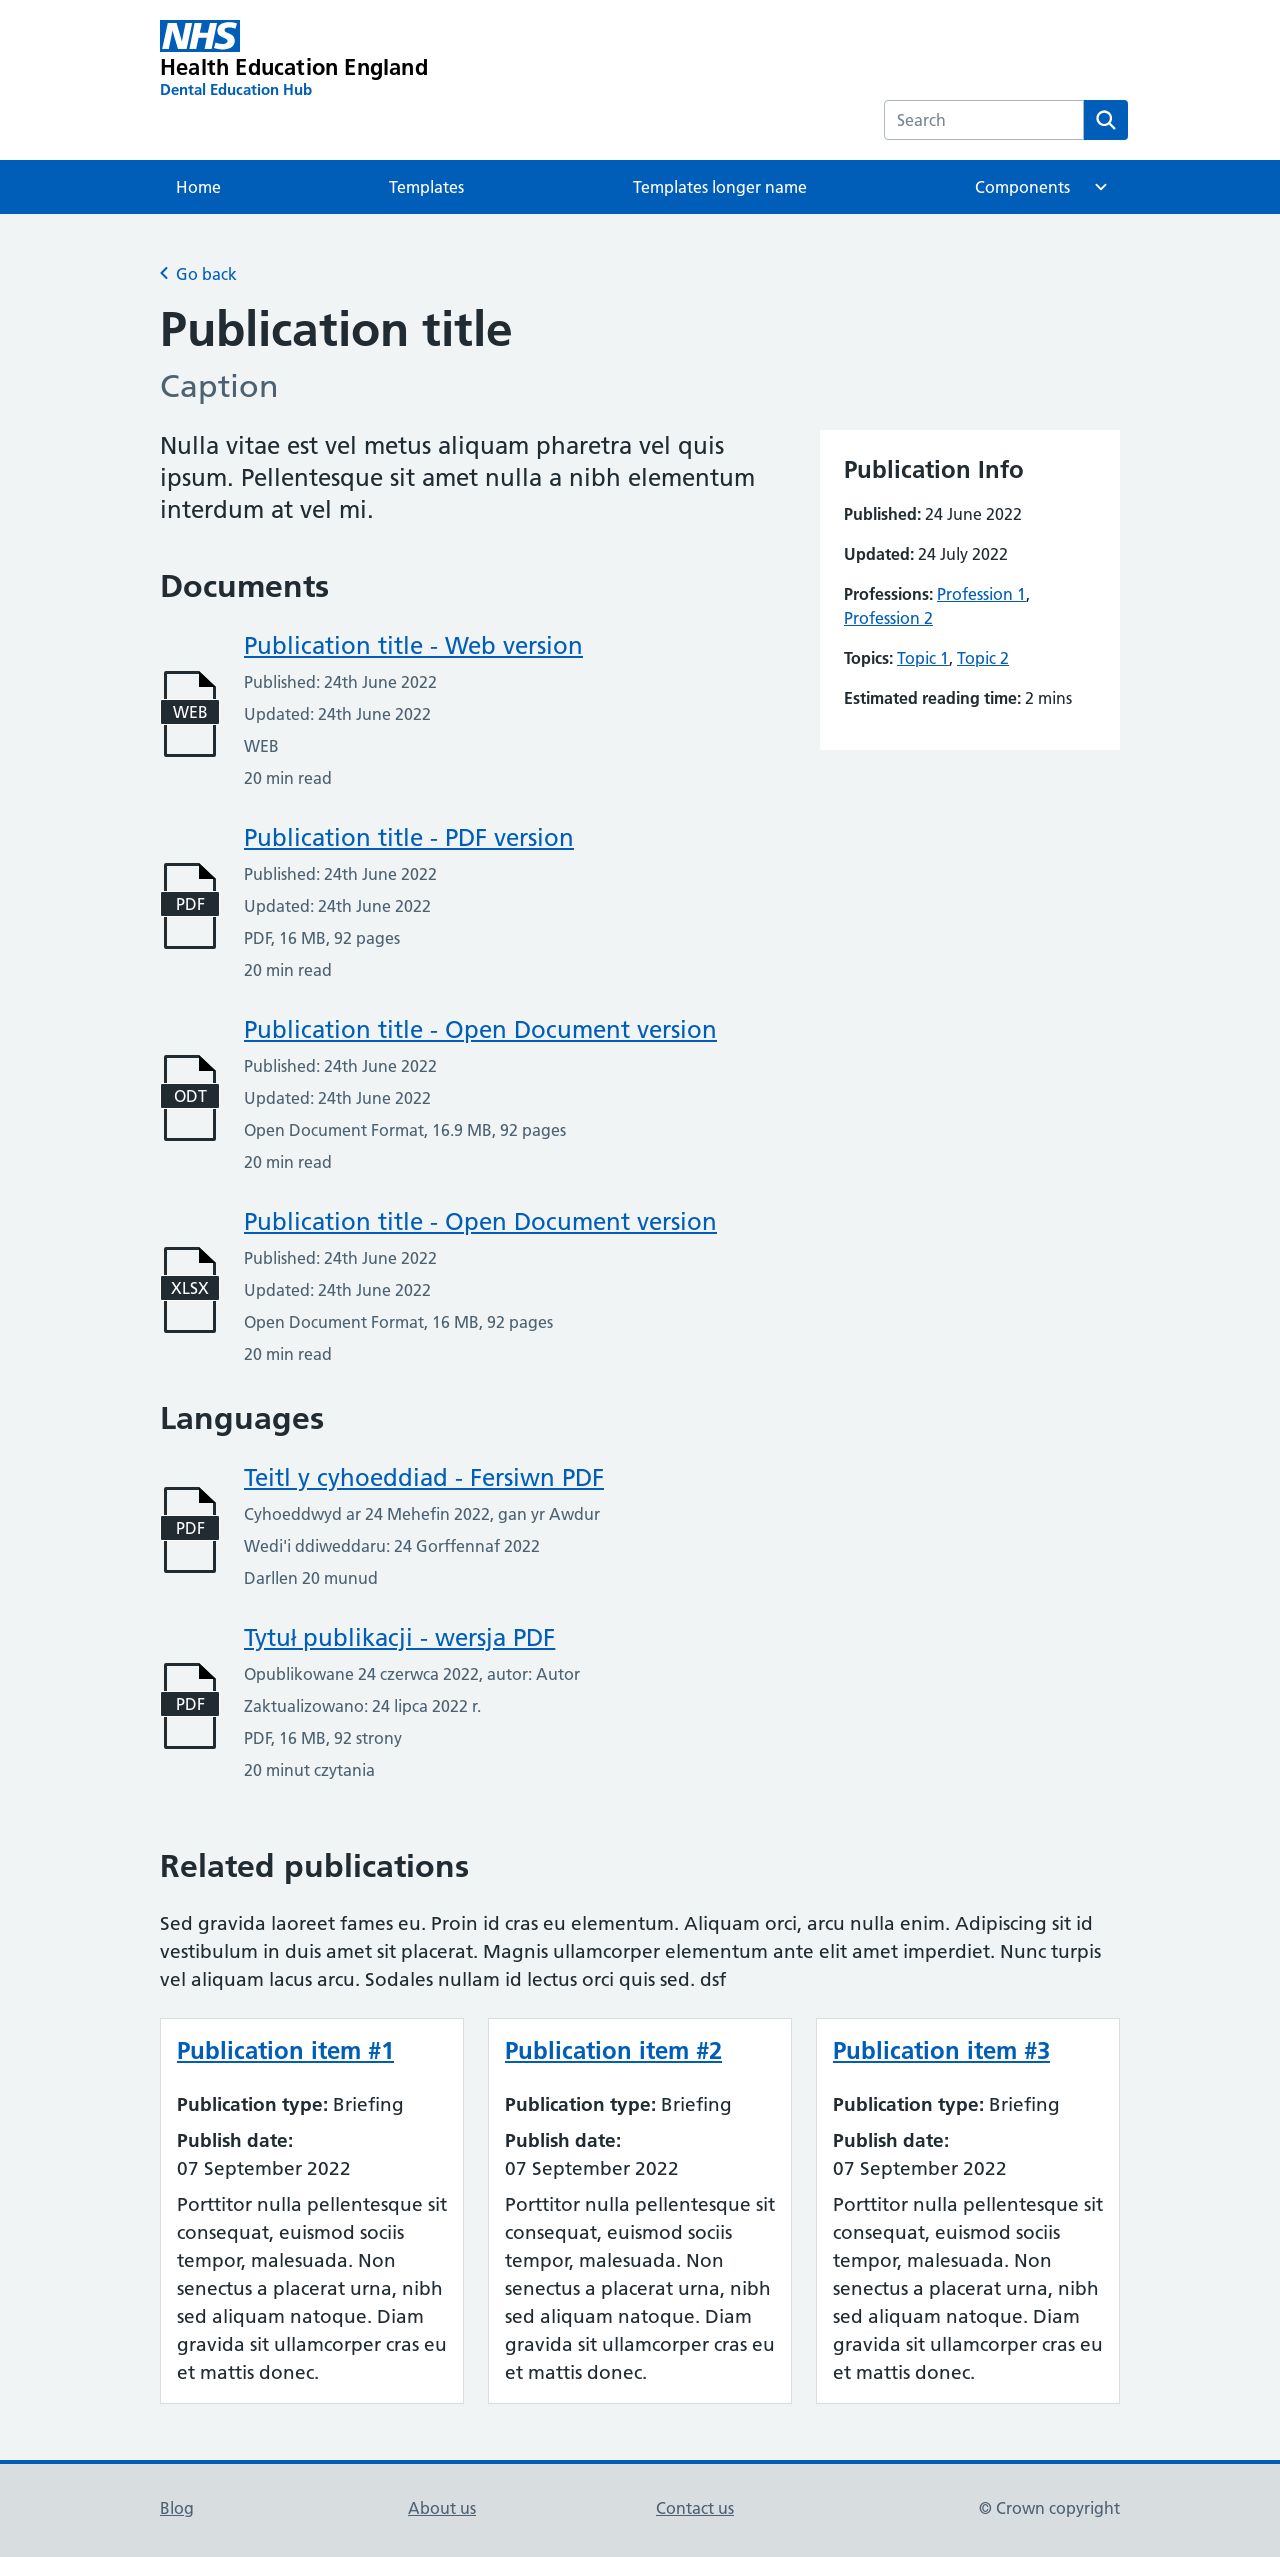 NHS
Health Education England
Dental Education Hub
Search
Home
Templates
Templates longer name
Components
Go back
Publication title
Caption
Nulla vitae est vel metus aliquam pharetra vel quis
ipsum. Pellentesque sit amet nulla a nibh elementum
interdum at vel mi.
Publication Info
Published: 24 June 2022
Updated: 24 July 2022
Professions: Profession 1,
Profession 2
Topics: Topic 1, Topic 2
Estimated reading time: 2 mins
Documents
WEB
Publication title - Web version
Published: 24th June 2022
Updated: 24th June 2022
WEB
20 min read
PDF
Publication title - PDF version
Published: 24th June 2022
Updated: 24th June 2022
PDF, 16 MB, 92 pages
20 min read
ODT
Publication title - Open Document version
Published: 24th June 2022
Updated: 24th June 2022
Open Document Format, 16.9 MB, 92 pages
20 min read
XLSX
Publication title - Open Document version
Published: 24th June 2022
Updated: 24th June 2022
Open Document Format, 16 MB, 92 pages
20 min read
Languages
PDF
Teitl y cyhoeddiad - Fersiwn PDF
Cyhoeddwyd ar 24 Mehefin 2022, gan yr Awdur
Wedi'i ddiweddaru: 24 Gorffennaf 2022
Darllen 20 munud
PDF
Tytuł publikacji - wersja PDF
Opublikowane 24 czerwca 2022, autor: Autor
Zaktualizowano: 24 lipca 2022 r.
PDF, 16 MB, 92 strony
20 minut czytania
Related publications
Sed gravida laoreet fames eu. Proin id cras eu elementum. Aliquam orci, arcu nulla enim. Adipiscing sit id
vestibulum in duis amet sit placerat. Magnis ullamcorper elementum ante elit amet imperdiet. Nunc turpis
vel aliquam lacus arcu. Sodales nullam id lectus orci quis sed. dsf
Publication item #1
Publication type: Briefing
Publish date:
07 September 2022
Porttitor nulla pellentesque sit
consequat, euismod sociis
tempor, malesuada. Non
senectus a placerat urna, nibh
sed aliquam natoque. Diam
gravida sit ullamcorper cras eu
et mattis donec.
Publication item #2
Publication type: Briefing
Publish date:
07 September 2022
Porttitor nulla pellentesque sit
consequat, euismod sociis
tempor, malesuada. Non
senectus a placerat urna, nibh
sed aliquam natoque. Diam
gravida sit ullamcorper cras eu
et mattis donec.
Publication item #3
Publication type: Briefing
Publish date:
07 September 2022
Porttitor nulla pellentesque sit
consequat, euismod sociis
tempor, malesuada. Non
senectus a placerat urna, nibh
sed aliquam natoque. Diam
gravida sit ullamcorper cras eu
et mattis donec.
Blog
About us
Contact us
© Crown copyright